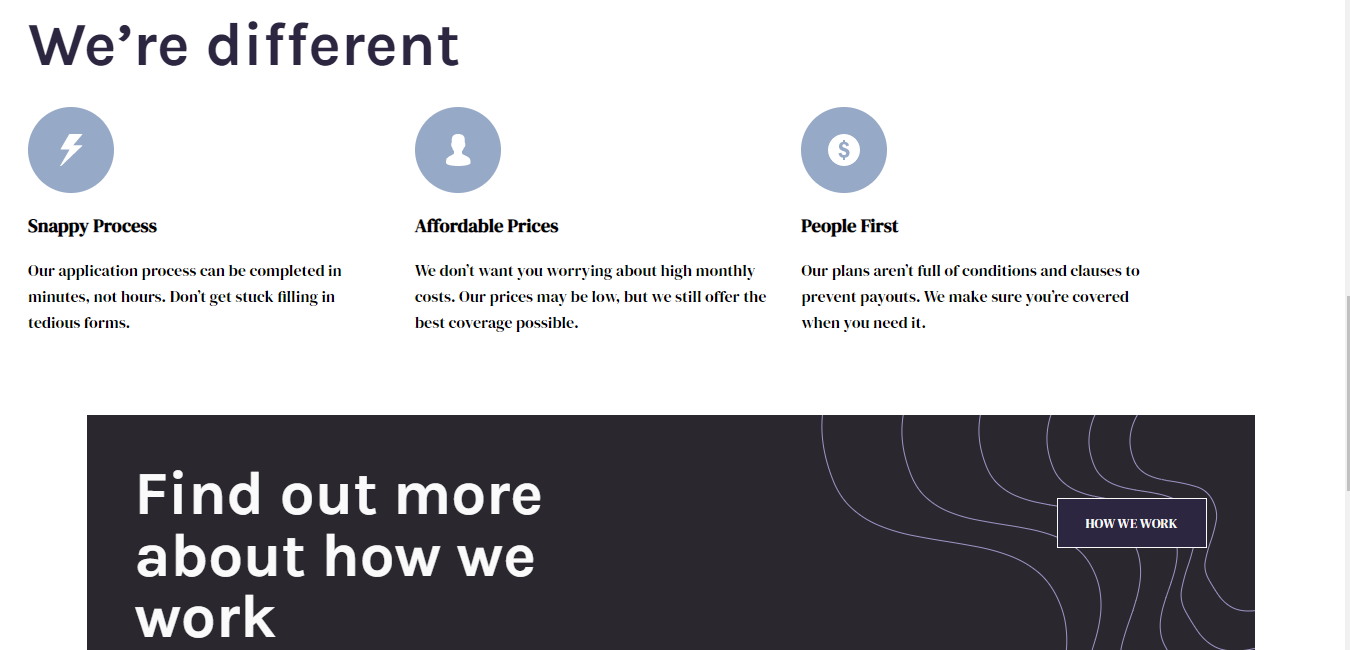 We’re different
Snappy Process
Our application process can be completed in
minutes, not hours. Don’t get stuck filling in
tedious forms.
Affordable Prices
We don’t want you worrying about high monthly
costs. Our prices may be low, but we still offer the
best coverage possible.
$
People First
Our plans aren’t full of conditions and clauses to
prevent payouts. We make sure you’re covered
when you need it.
Find out more
about how we
work
HOW WE WORK